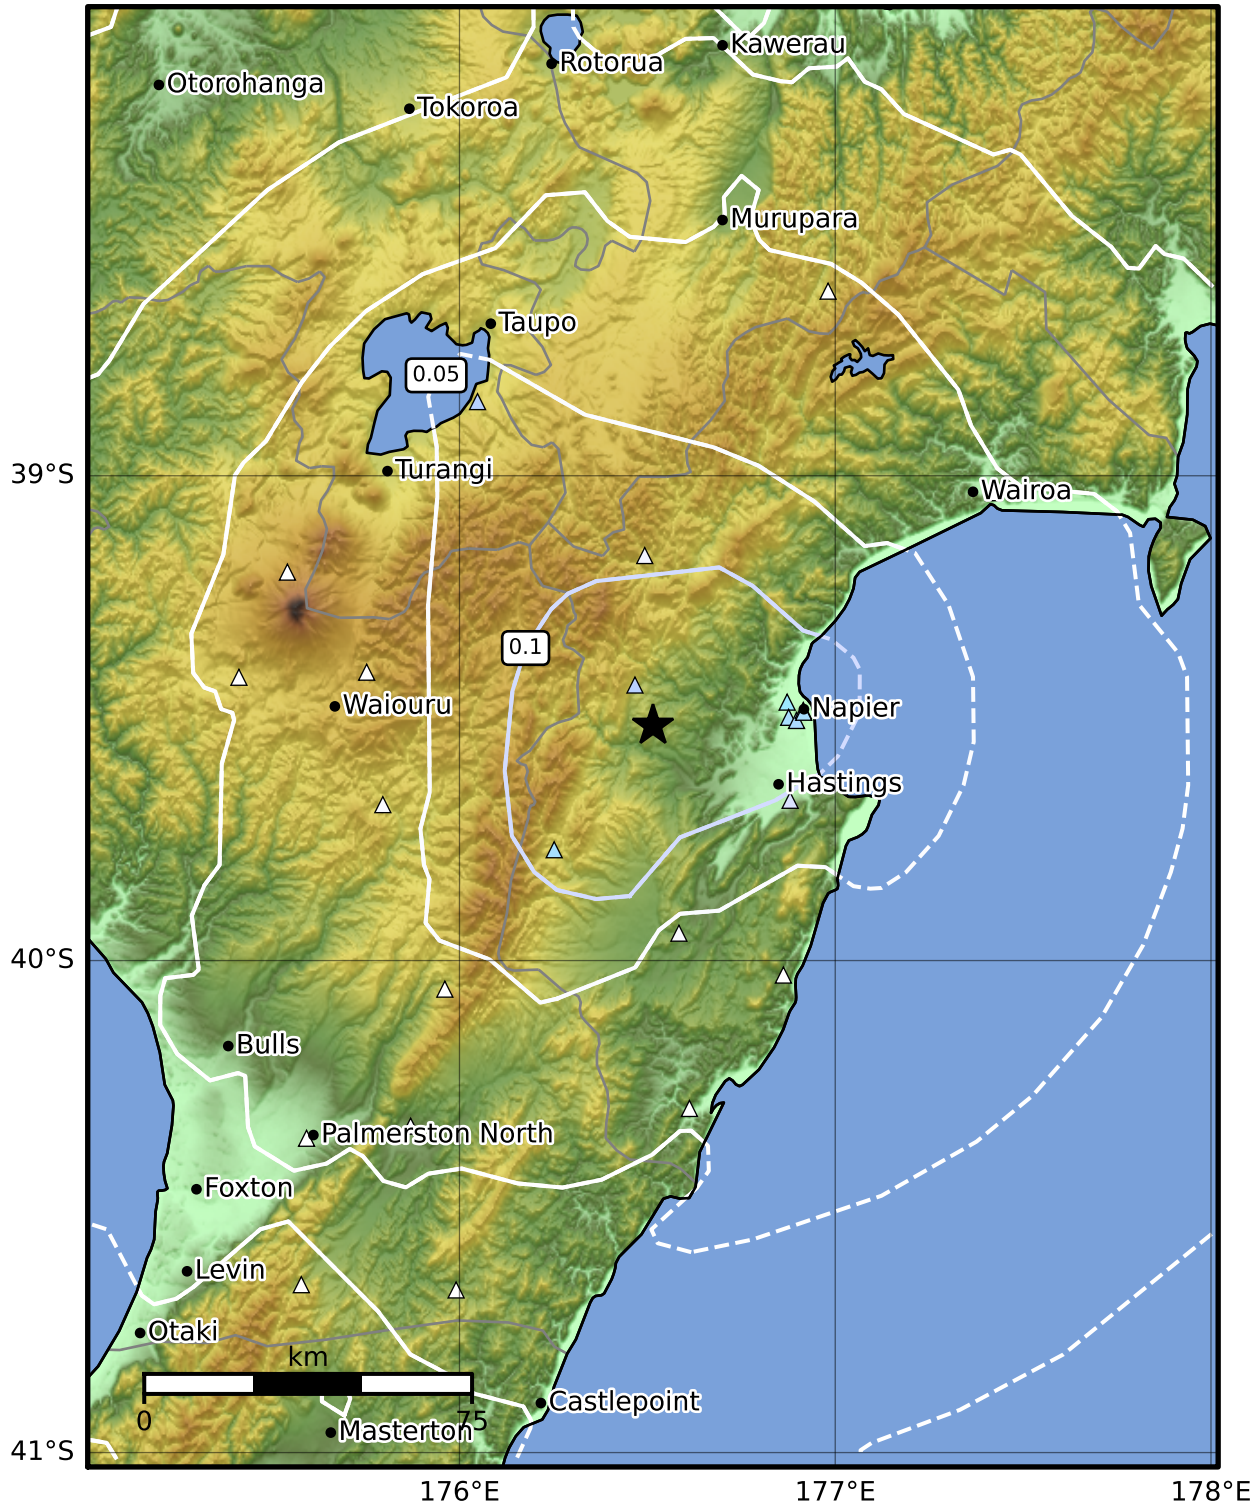 Kawerau
Rotorua
Otorohanga
Tokoroa
Murupara
Taupo
0.05
Turangi
39°S
Wairoa
0.1
Waiouru
Napier
Hastings
40°S
Bulls
Palmerston North
Foxton
Levin
Otaki
km
0
75
Castlepoint
Masterton
41°S
176°E
177°E
178°E